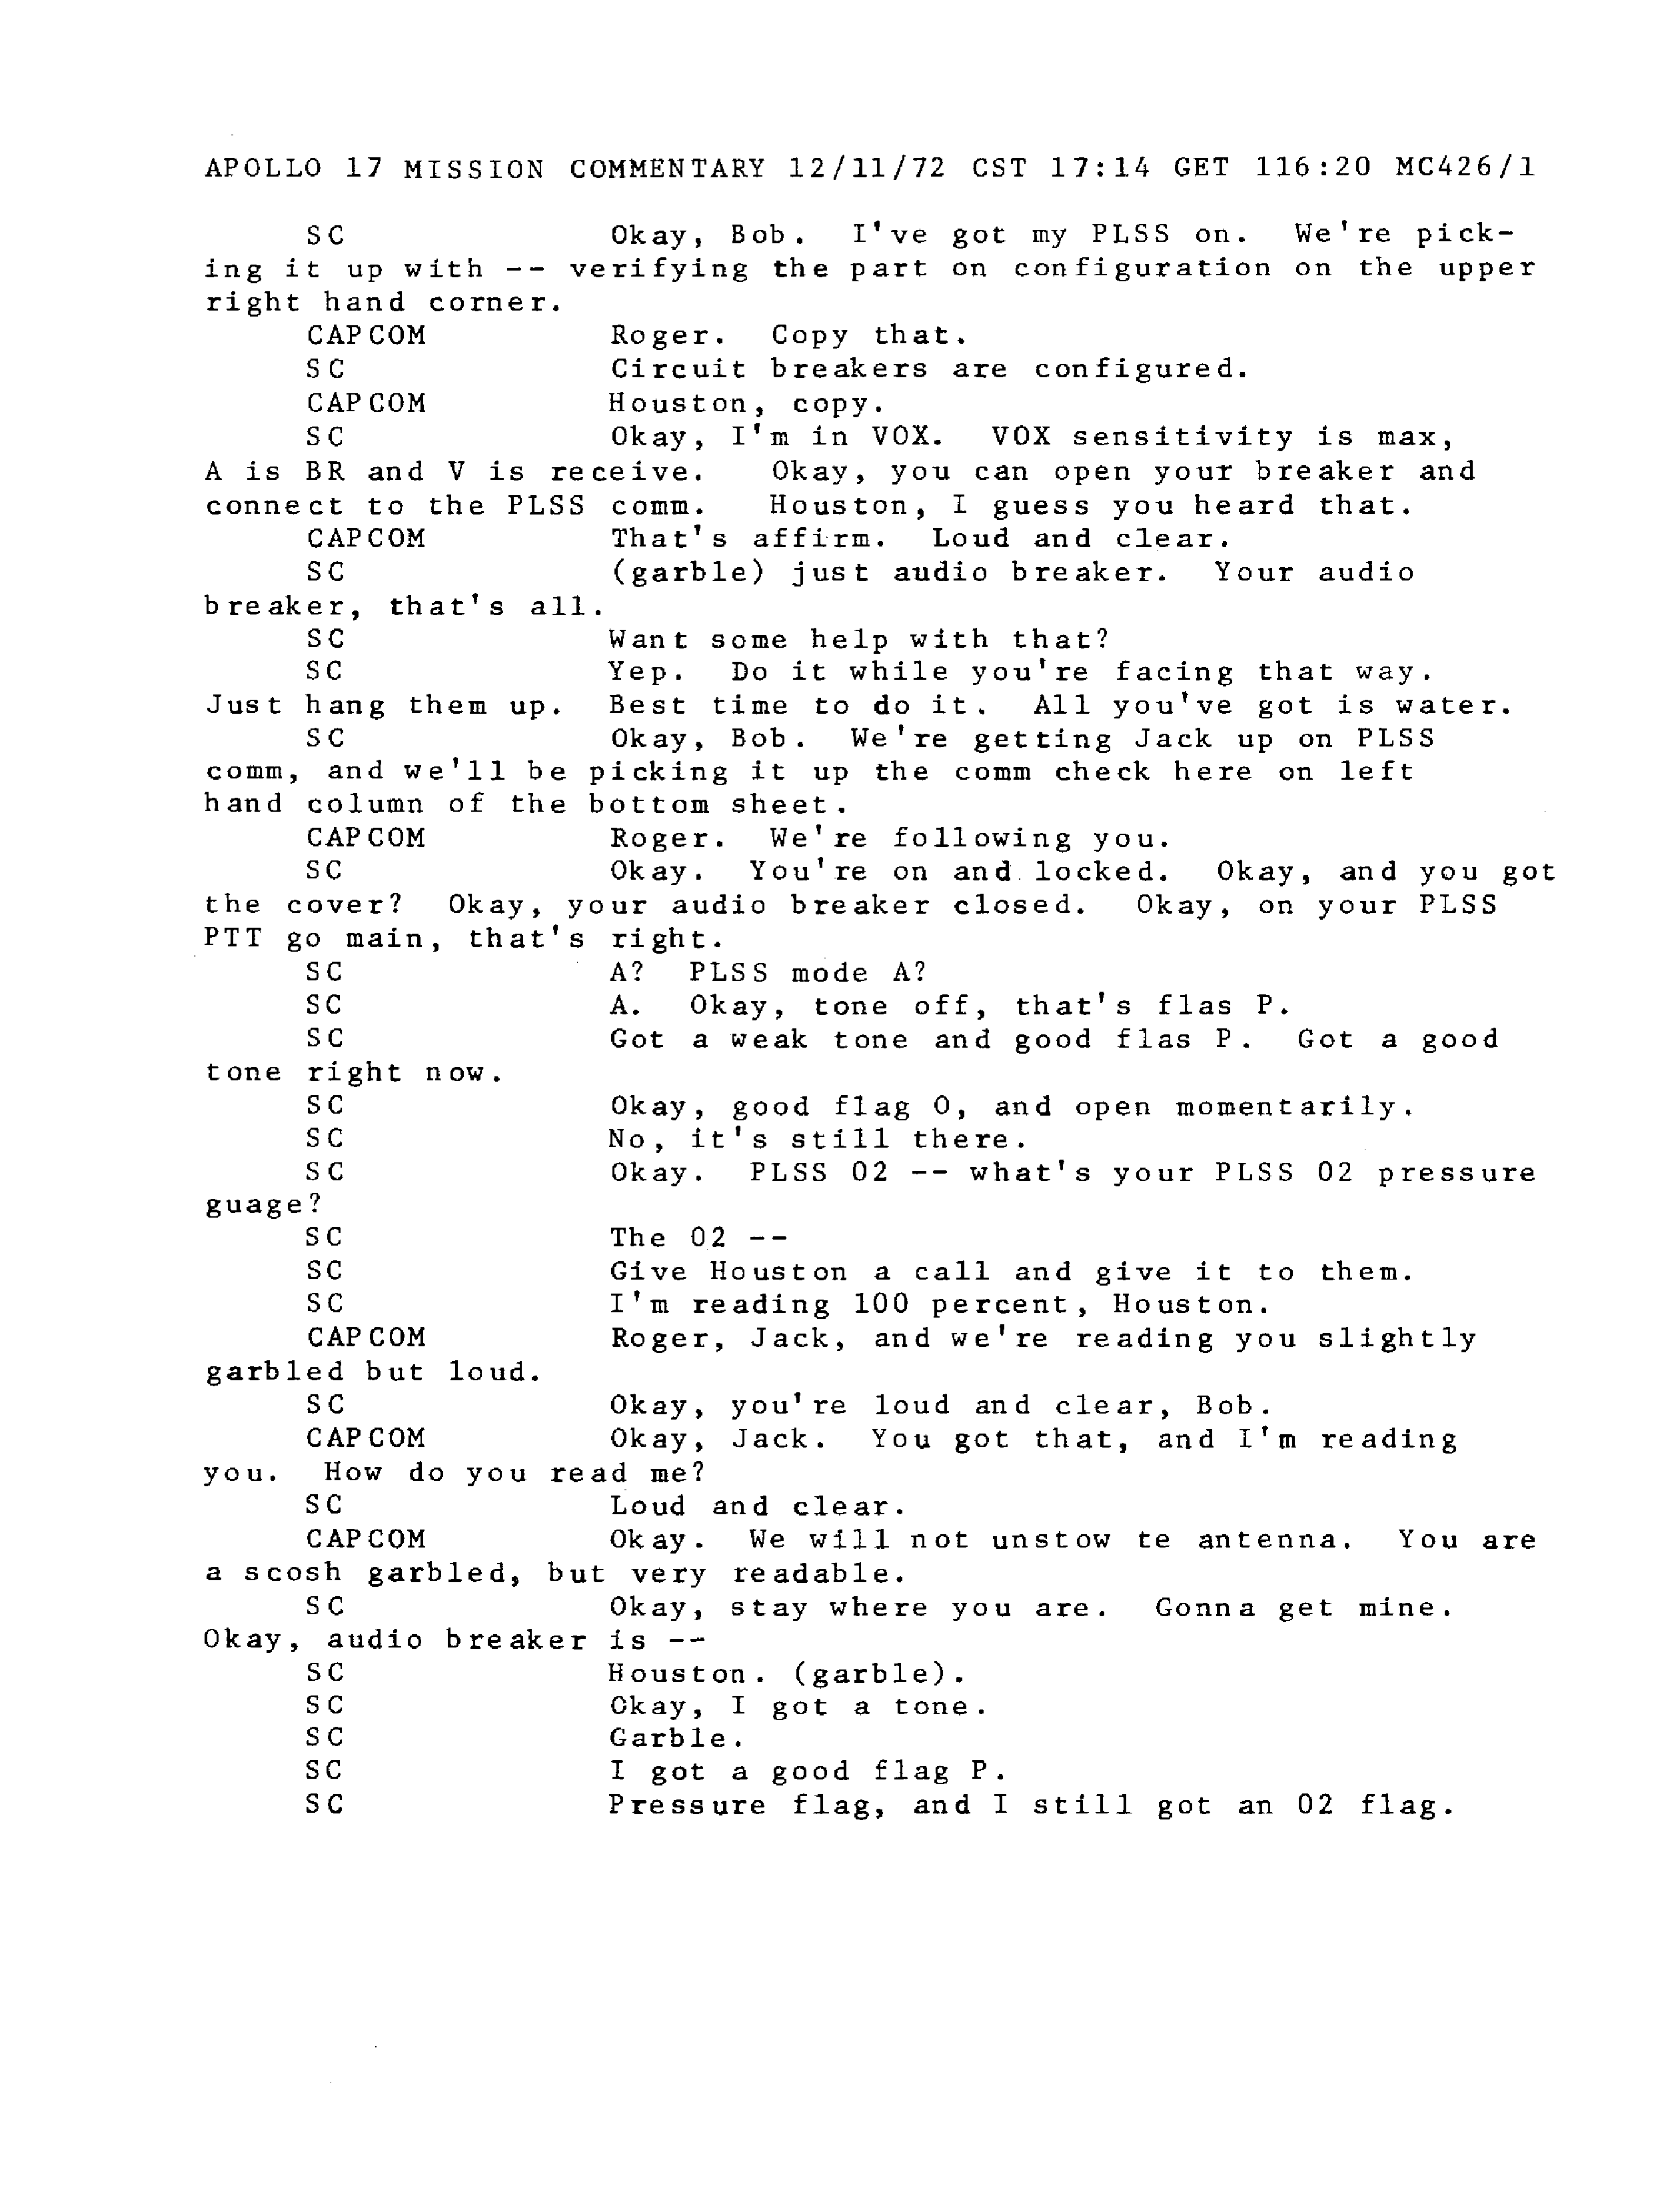 APOLLO 17 MISSION COMMENTARY 12/11/72 CST 17:14 GET 116:20 MC426/1
SC Okay, Bob. I've got my PLSS on. We're pick-
ing it up with -- verifying the part on configuration on the upper
right hand corner.
CAPCOM Roger. Copy that.
SC Circuit breakers are configured.
CAPCOM Houston, copy.
SC Okay, I'm in VOX. VOX sensitivity is max,
A is BR and V is receive. Okay, you can open your breaker and
connect to the PLSS comm. Houston, I guess you heard that.
CAPCOM That's affirm. Loud and clear.
SC (garble) just audio breaker. Your audio
breaker, that's all.
SC Want some help with that?
SC Yep. Do it while you're facing that way.
Just hang them up. Best time to do it. All you've got is water.
SC Okay, Bob. We're getting Jack up on PLSS
comm, and we'll be picking it up the comm check here on left
hand column of the bottom sheet.
CAPCOM Roger. We're following you.
SC Okay. You're on and locked. Okay, and you got
the cover? Okay, your audio breaker closed. Okay, on your PLSS
PTT go main, that's right.
SC A? PLSS mode A?
SC A. Okay, tone off, that's flas P.
SC Got a weak tone and good flas P. Got a good
tone right now.
SC Okay, good flag O, and open momentarily.
SC No, it's still there.
SC Okay. PLSS 02 -- what's your PLSS 02 pressure
guage?
SC The 02 --
SC Give Houston a call and give it to them.
SC I'm reading 100 percent, Houston.
CAPCOM Roger, Jack, and we're reading you slightly
garbled but loud.
SC Okay, you're loud and clear, Bob.
CAPCOM Okay, Jack. You got that, and I'm reading
you. How do you read me?
SC Loud and clear.
CAPCOM Okay. We will not unstow te antenna. You are
a scosh garbled, but very readable.
SC Okay, stay where you are. Gonna get mine.
Okay, audio breaker is --
SC Houston. (garble).
SC Okay, I got a tone.
SC Garble.
SC I got a good flag P.
SC Pressure flag, and I still got an 02 flag.